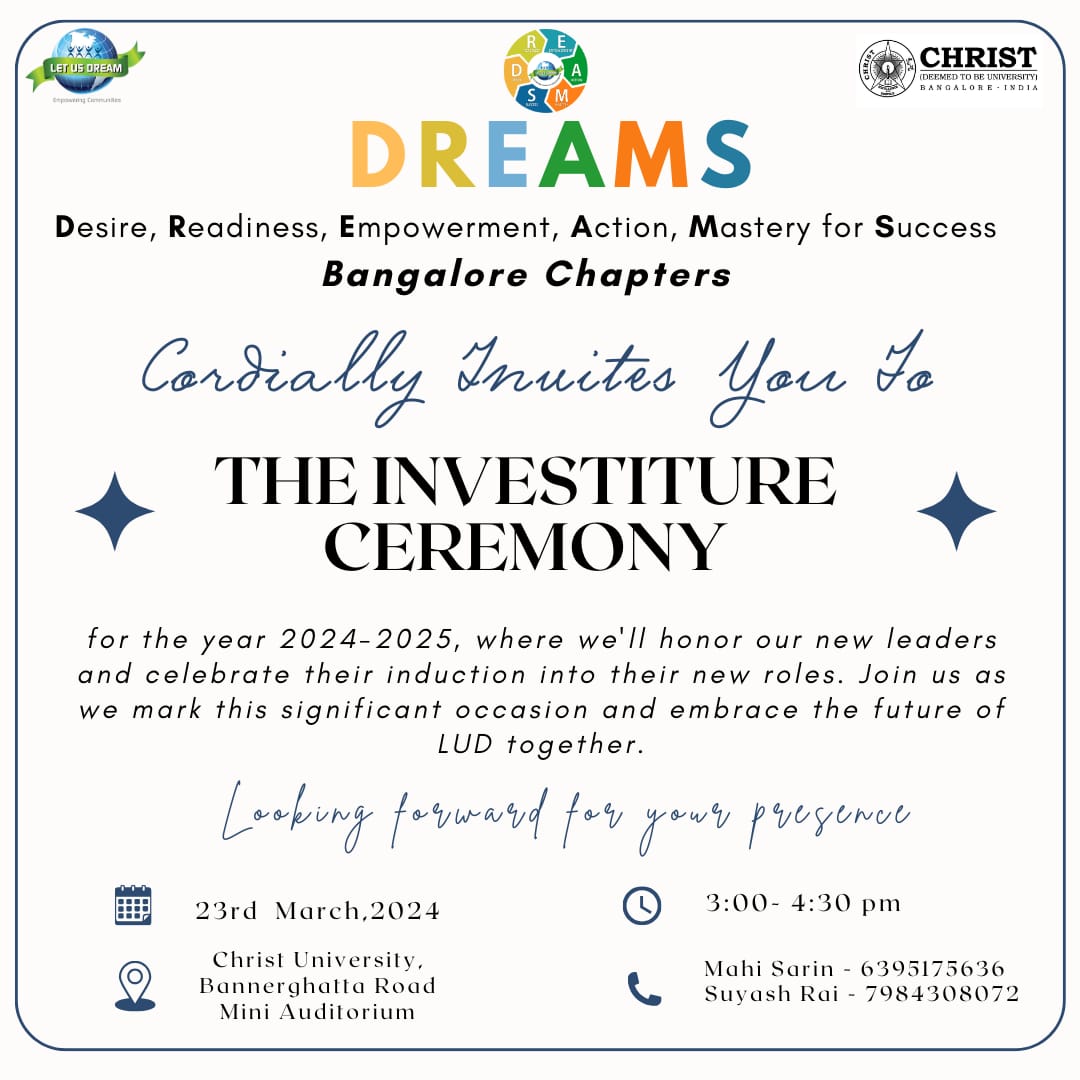 LET US DREAM
Empowering Communities
R E
D A
S M
CHRIST
(DEEMED TO BE UNIVERSITY)
BANGALORE · INDIA
DREAMS
Desire, Readiness, Empowerment, Action, Mastery for Success
Bangalore Chapters
Cordially Invites You To
THE INVESTITURE
CEREMONY
for the year 2024-2025, where we'll honor our new leaders
and celebrate their induction into their new roles. Join us as
we mark this significant occasion and embrace the future of
LUD together.
Looking forward for your presence
23rd March,2024
3:00- 4:30 pm
Christ University,
Bannerghatta Road
Mini Auditorium
Mahi Sarin - 6395175636
Suyash Rai - 7984308072